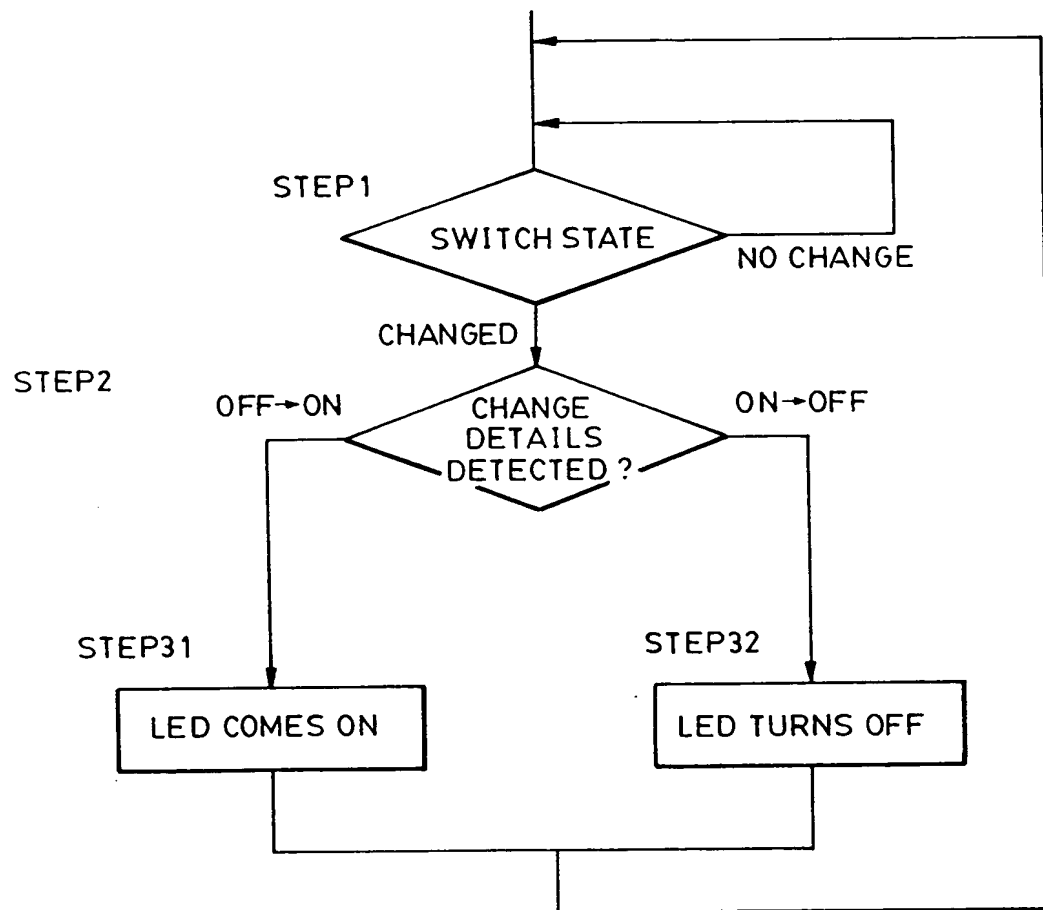 STEP1
SWITCH STATE
NO CHANGE
CHANGED
STEP2
OFF→ON
CHANGE
DETAILS
DETECTED ?
ON→OFF
STEP31
LED COMES ON
STEP32
LED TURNS OFF